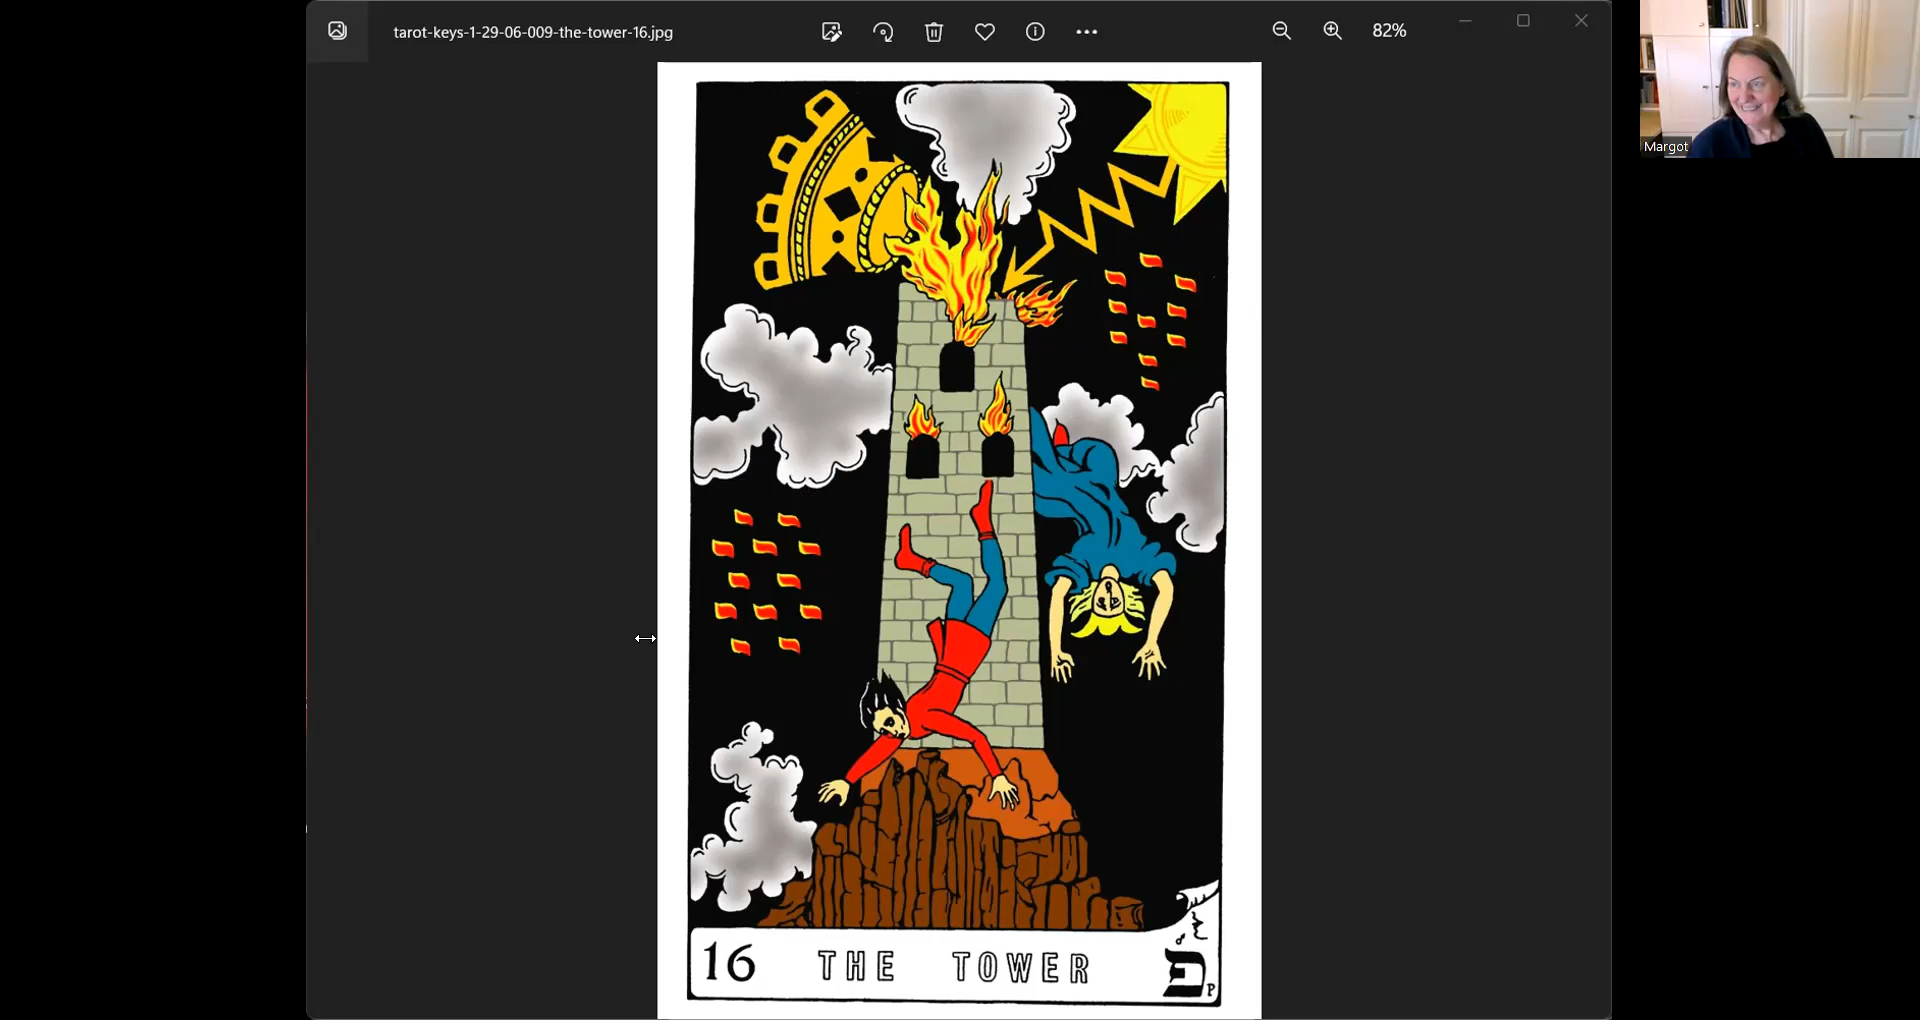 tarot-keys-1-29-06-009-the-tower-16.jpg
82%
Margot
16 THE TOWER פ
P